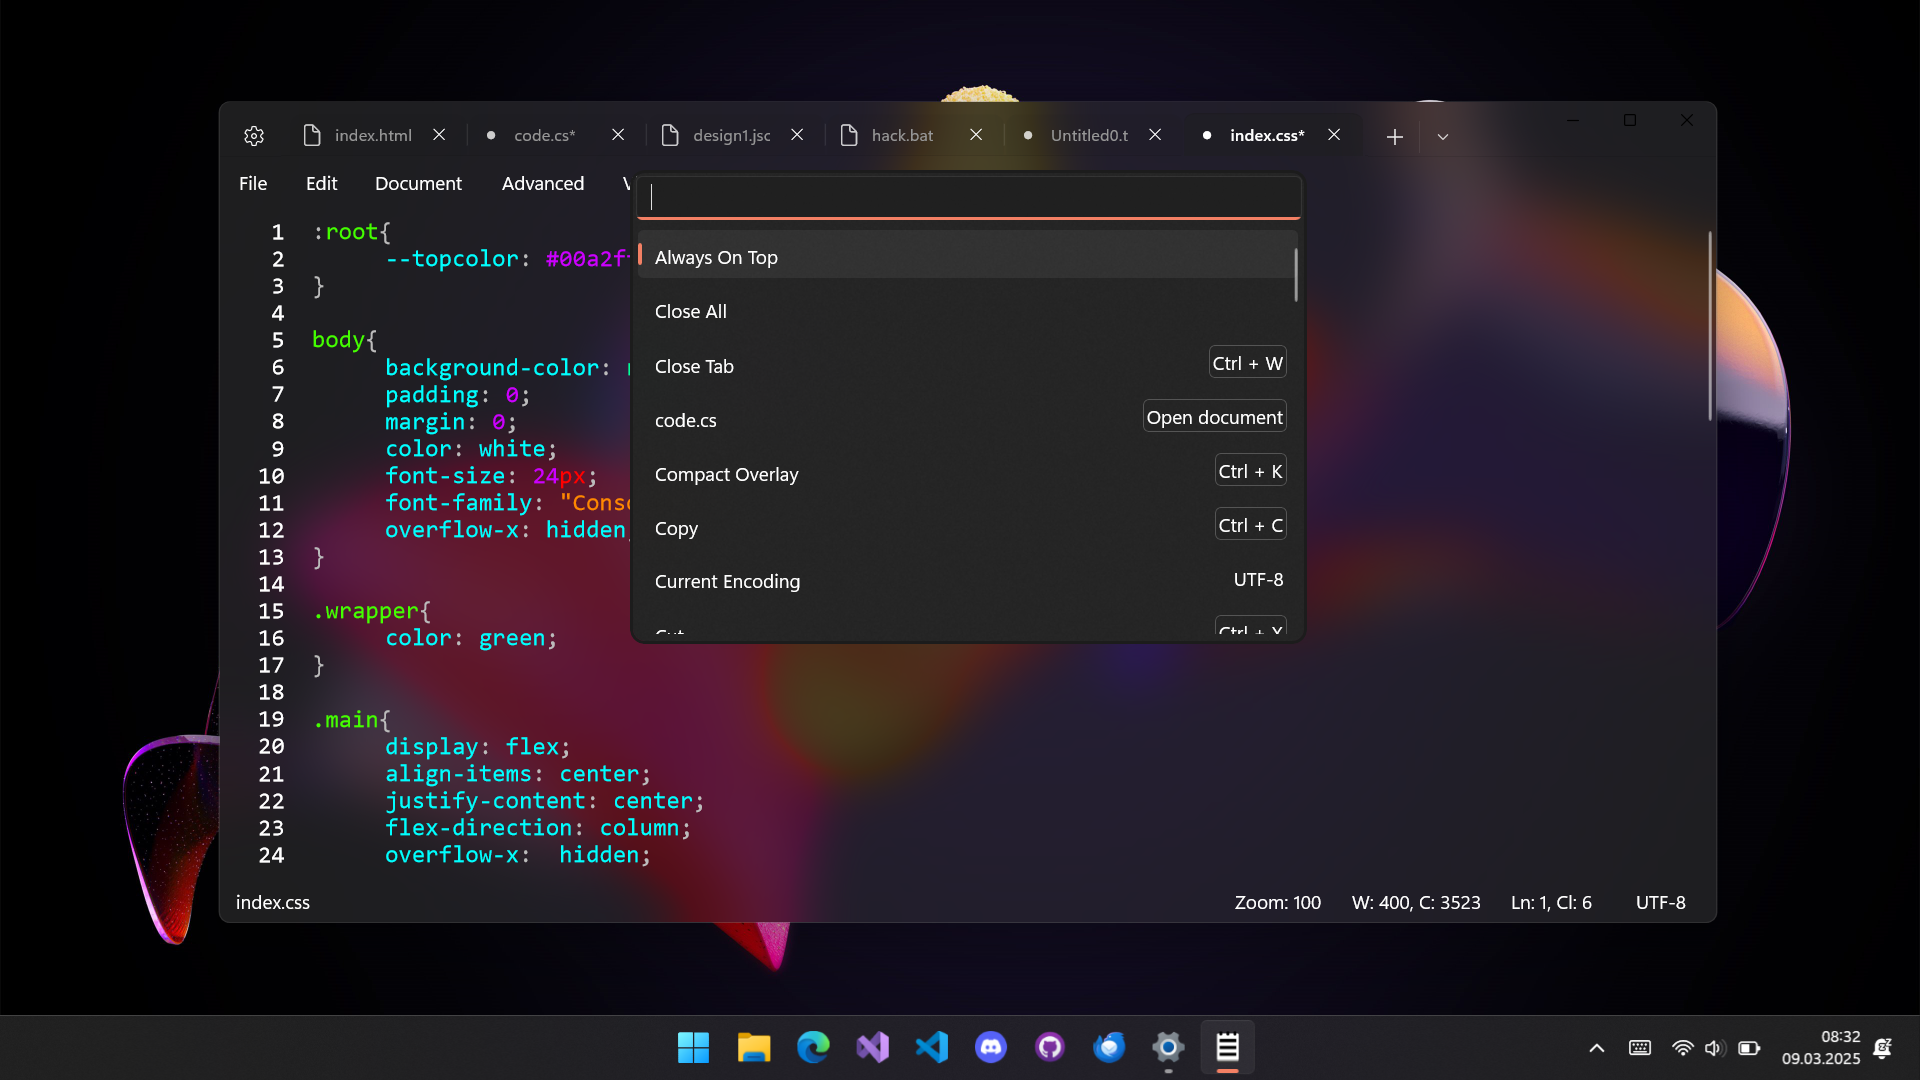 index.html
code.cs*
design1.jsc
hack.bat
Untitled0.t
index.css*
File
Edit
Document
Advanced
1 :root{
2 --topcolor: #00a2f
3 }
4
5 body{
6 background-color:
7 padding: 0;
8 margin: 0;
9 color: white;
10 font-size: 24px;
11 font-family: "Conso
12 overflow-x: hidden;
13 }
14
15 .wrapper{
16 color: green;
17 }
18
19 .main{
20 display: flex;
21 align-items: center;
22 justify-content: center;
23 flex-direction: column;
24 overflow-x: hidden;
Always On Top
Close All
Close Tab Ctrl + W
code.cs Open document
Compact Overlay Ctrl + K
Copy Ctrl + C
Current Encoding UTF-8
Cut Ctrl + X
index.css
Zoom: 100
W: 400, C: 3523
Ln: 1, Cl: 6
UTF-8
08:32
09.03.2025